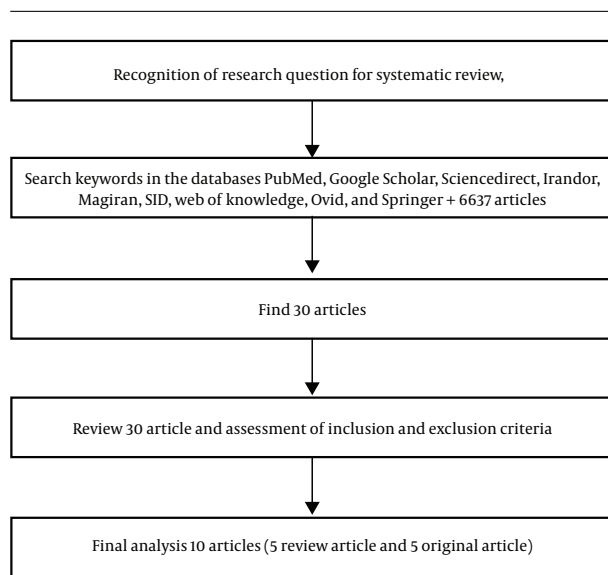 Recognition of research question for systematic review,
Search keywords in the databases PubMed, Google Scholar, Sciencedirect, Irandor,
Magiran, SID, web of knowledge, Ovid, and Springer + 6637 articles
Find 30 articles
Review 30 article and assessment of inclusion and exclusion criteria
Final analysis 10 articles (5 review article and 5 original article)